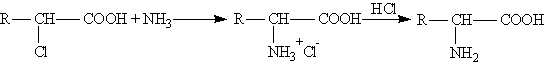 R—CH—COOH + NH3 → R—CH—COOH HCl → R—CH—COOH
Cl NH3+Cl- NH2